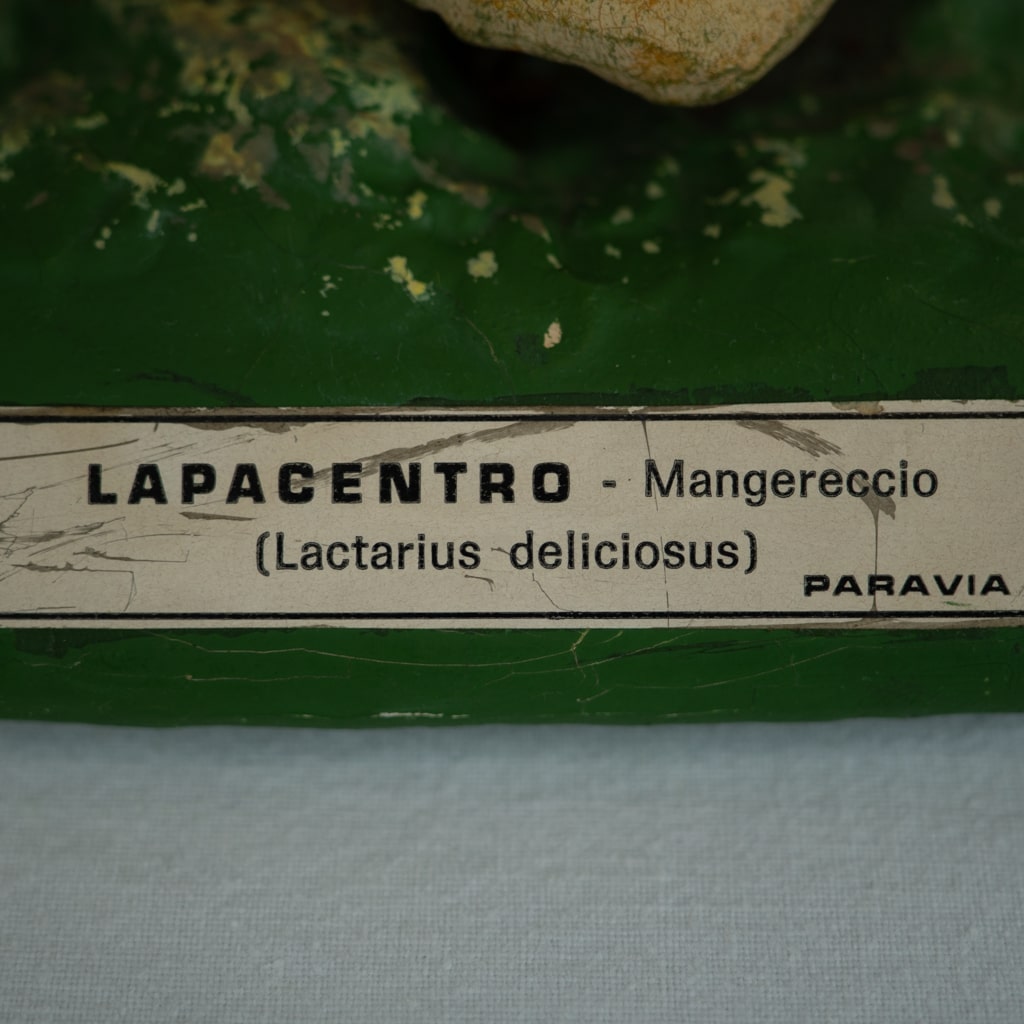 LAPACENTRO - Mangereccio
(Lactarius deliciosus)
PARAVIA